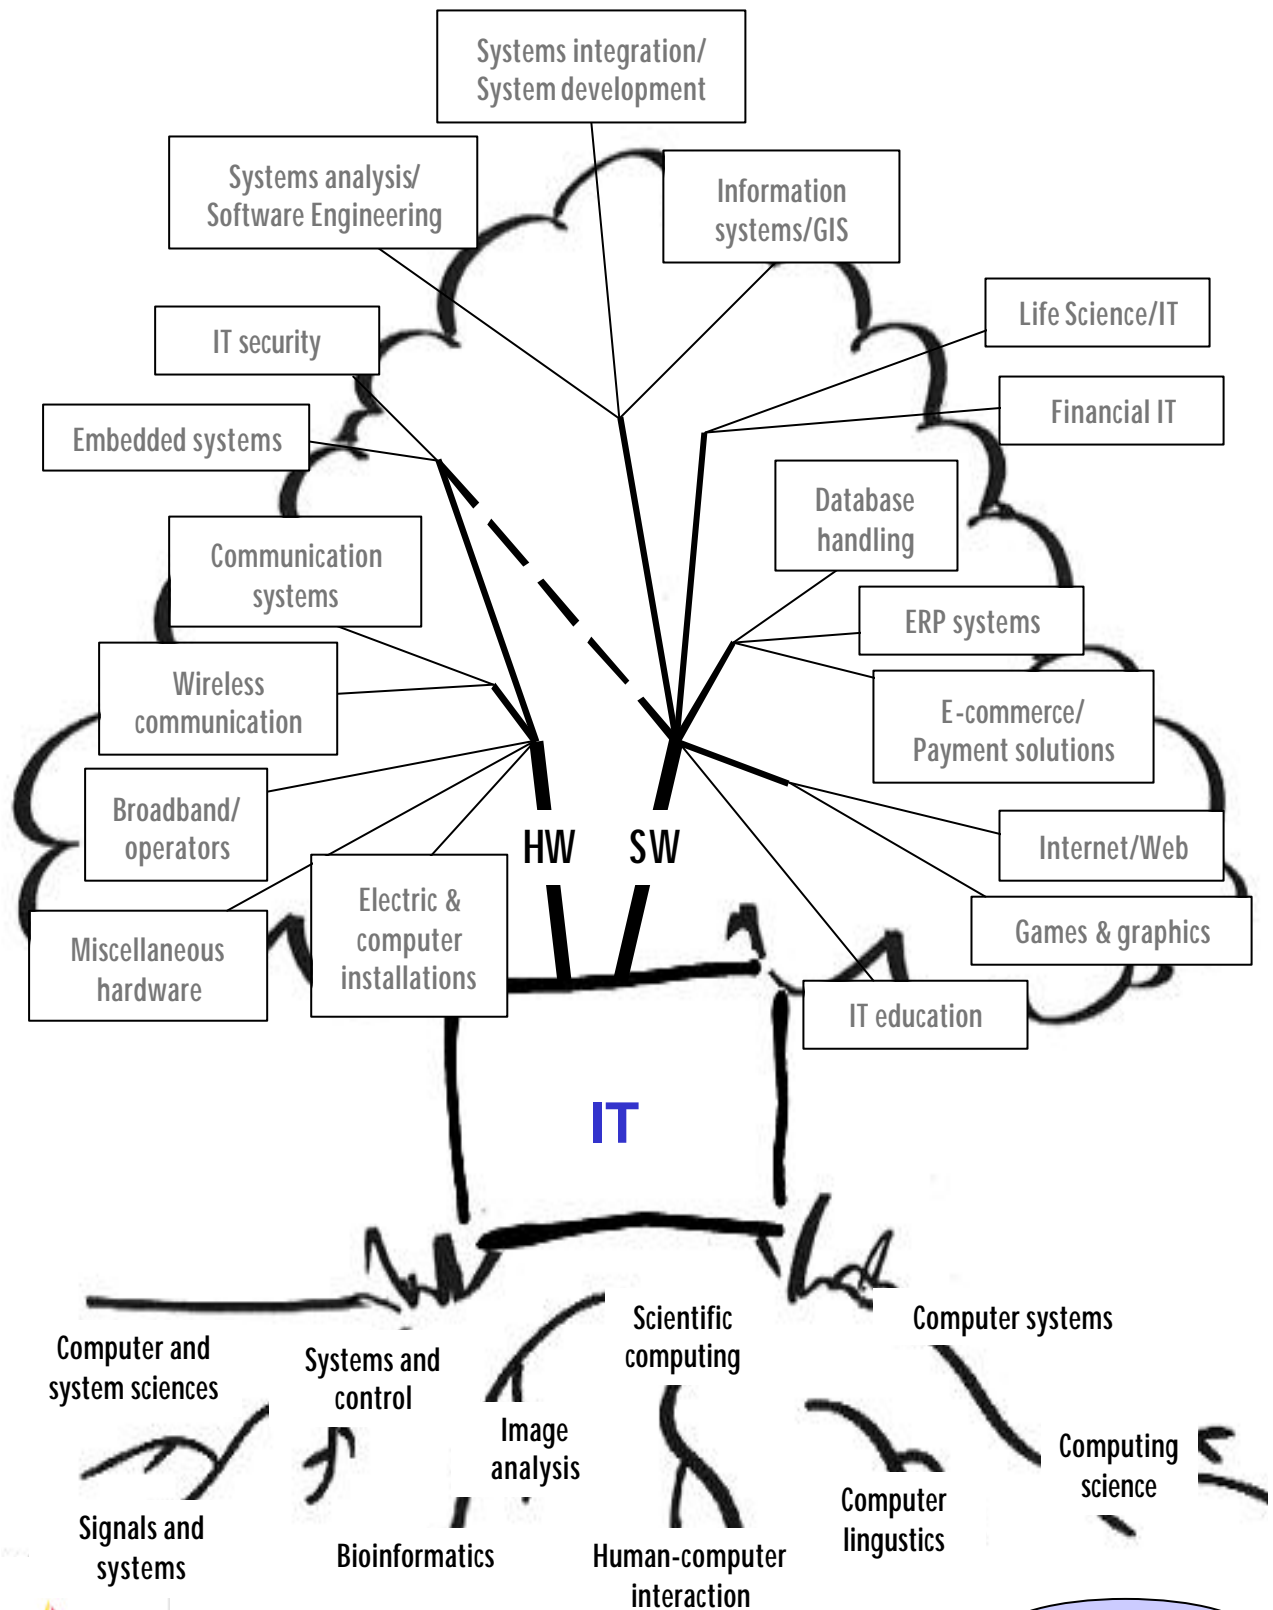 Systems integration/
System development
Systems analysis/
Software Engineering
Information
systems/GIS
IT security
Life Science/IT
Embedded systems
Financial IT
Database
handling
Communication
systems
ERP systems
Wireless
communication
E-commerce/
Payment solutions
Broadband/
operators
HW
SW
Internet/Web
Electric &
computer
installations
Miscellaneous
hardware
Games & graphics
IT education
IT
Scientific
computing
Computer systems
Computer and
system sciences
Systems and
control
Image
analysis
Computing
science
Computer
lingustics
Signals and
systems
Bioinformatics
Human-computer
interaction